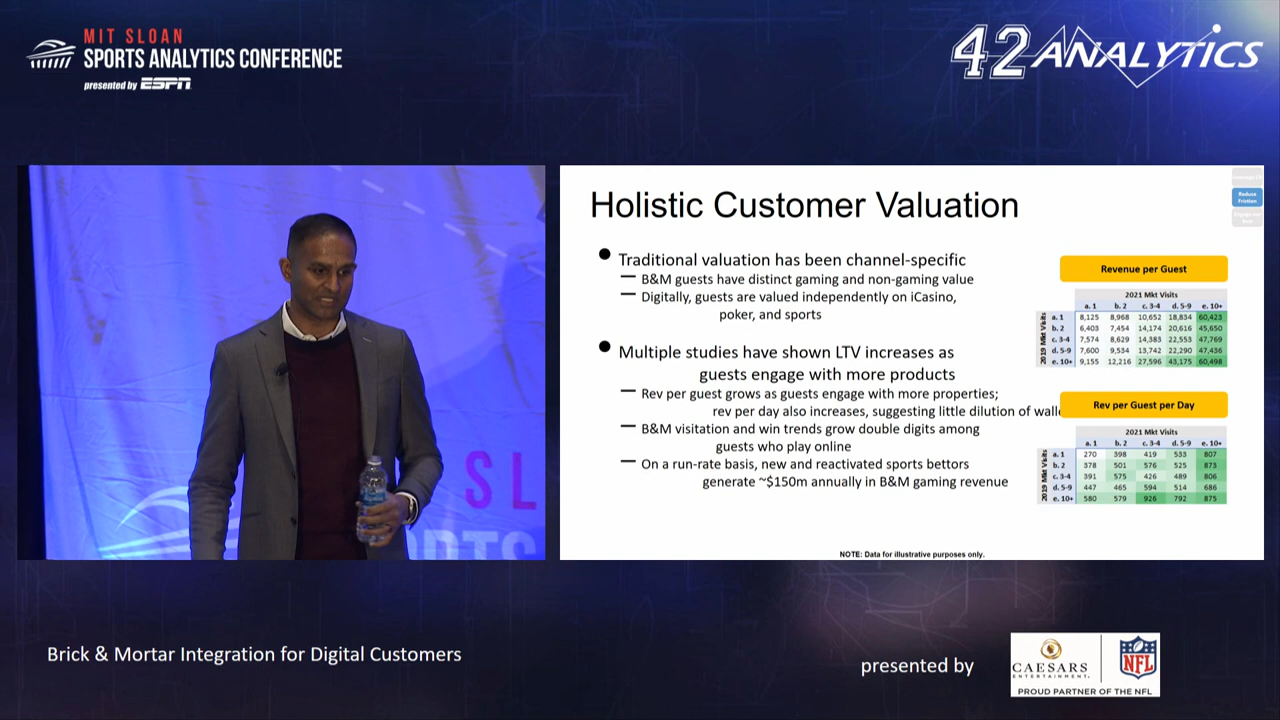 MIT SLOAN
SPORTS ANALYTICS CONFERENCE
presented by ESPN
42 ANALYTICS
Holistic Customer Valuation
Reduce
Friction
Traditional valuation has been channel-specific
B&M guests have distinct gaming and non-gaming value
Digitally, guests are valued independently on iCasino,
poker, and sports
Multiple studies have shown LTV increases as
guests engage with more products
Rev per guest grows as guests engage with more properties;
rev per day also increases, suggesting little dilution of walle
B&M visitation and win trends grow double digits among
guests who play online
On a run-rate basis, new and reactivated sports bettors
generate ~$150m annually in B&M gaming revenue
Revenue per Guest
2021 Mkt Visits
a. 1 b. 2 c. 3-4 d. 5-9 e. 10+
2019 Mkt Visits
a. 1 8,125 8,968 10,652 18,834 60,423
b. 2 6,403 7,454 14,174 20,616 45,650
c. 3-4 7,574 8,629 14,383 22,553 47,769
d. 5-9 7,600 9,534 13,742 22,290 47,436
e. 10+ 9,155 12,216 27,596 43,175 60,498
Rev per Guest per Day
2021 Mkt Visits
a. 1 b. 2 c. 3-4 d. 5-9 e. 10+
2019 Mkt Visits
a. 1 270 398 419 533 807
b. 2 378 501 576 525 873
c. 3-4 391 575 426 489 806
d. 5-9 447 465 594 514 686
e. 10+ 580 579 926 792 875
NOTE: Data for illustrative purposes only.
SL
ORTS
Brick & Mortar Integration for Digital Customers
presented by
CAESARS
ENTERTAINMENT
NFL
PROUD PARTNER OF THE NFL